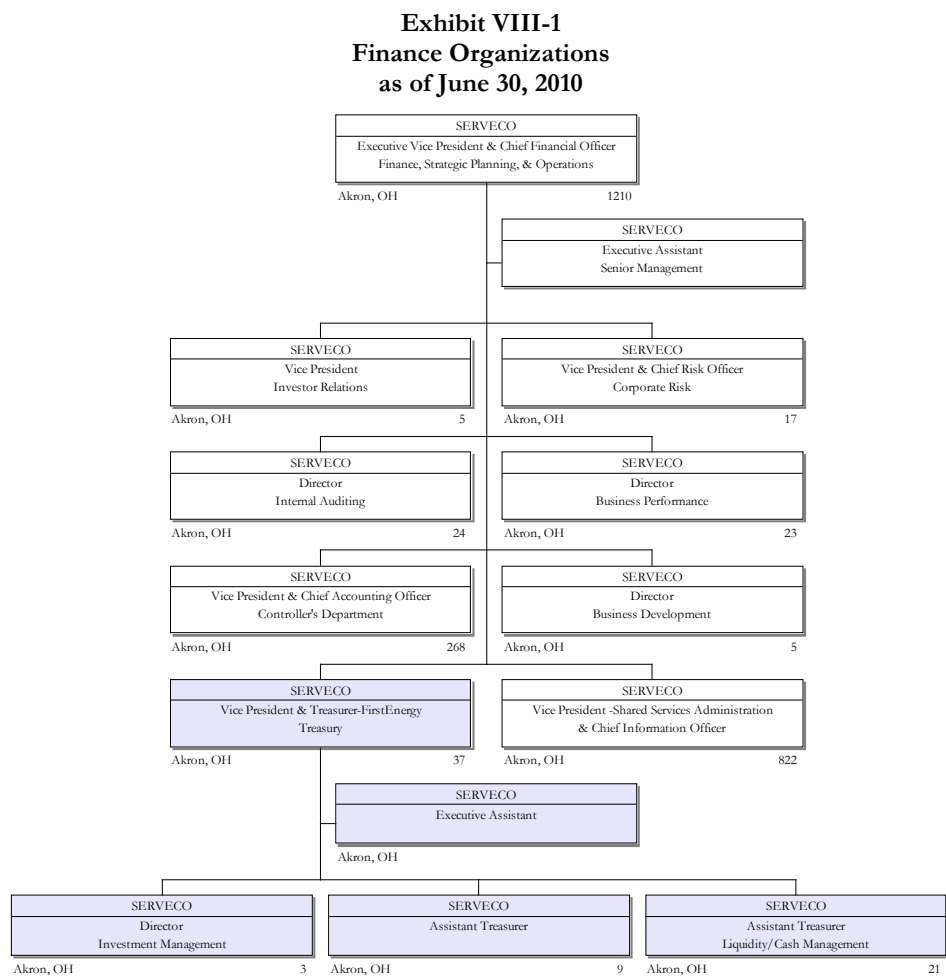 Exhibit VIII-1
Finance Organizations
as of June 30, 2010
SERVECO
Executive Vice President & Chief Financial Officer
Finance, Strategic Planning, & Operations
Akron, OH 1210
SERVECO
Executive Assistant
Senior Management
SERVECO
Vice President
Investor Relations
Akron, OH 5
SERVECO
Vice President & Chief Risk Officer
Corporate Risk
Akron, OH 17
SERVECO
Director
Internal Auditing
Akron, OH 24
SERVECO
Director
Business Performance
Akron, OH 23
SERVECO
Vice President & Chief Accounting Officer
Controller's Department
Akron, OH 268
SERVECO
Director
Business Development
Akron, OH 5
SERVECO
Vice President & Treasurer-FirstEnergy
Treasury
Akron, OH 37
SERVECO
Vice President -Shared Services Administration
& Chief Information Officer
Akron, OH 822
SERVECO
Executive Assistant
Akron, OH
SERVECO
Director
Investment Management
Akron, OH 3
SERVECO
Assistant Treasurer
Akron, OH 9
SERVECO
Assistant Treasurer
Liquidity/Cash Management
Akron, OH 21